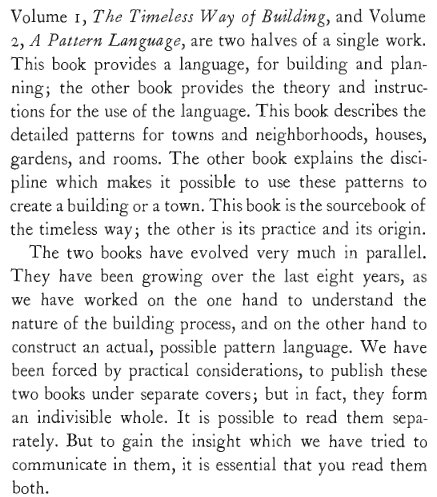 Volume 1, The Timeless Way of Building, and Volume
2, A Pattern Language, are two halves of a single work.
This book provides a language, for building and plan-
ning; the other book provides the theory and instruc-
tions for the use of the language. This book describes the
detailed patterns for towns and neighborhoods, houses,
gardens, and rooms. The other book explains the disci-
pline which makes it possible to use these patterns to
create a building or a town. This book is the sourcebook of
the timeless way; the other is its practice and its origin.
The two books have evolved very much in parallel.
They have been growing over the last eight years, as
we have worked on the one hand to understand the
nature of the building process, and on the other hand to
construct an actual, possible pattern language. We have
been forced by practical considerations, to publish these
two books under separate covers; but in fact, they form
an indivisible whole. It is possible to read them sepa-
rately. But to gain the insight which we have tried to
communicate in them, it is essential that you read them
both.